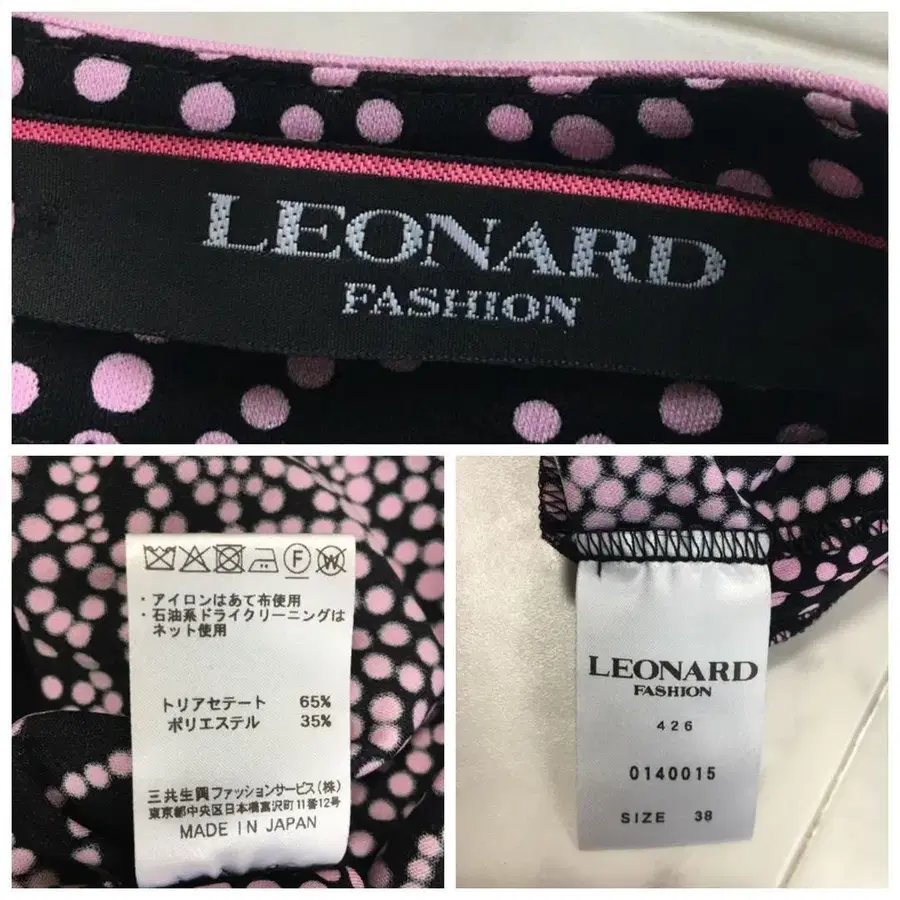 LEONARD
FASHION
・アイロンはあて布使用
・石油系ドライクリーニングは
ネット使用
トリアセテート 65%
ポリエステル 35%
三共生興ファッションサービス(株)
東京都中央区日本橋富沢町11番12号
MADE IN JAPAN
LEONARD
FASHION
426
0140015
SIZE 38